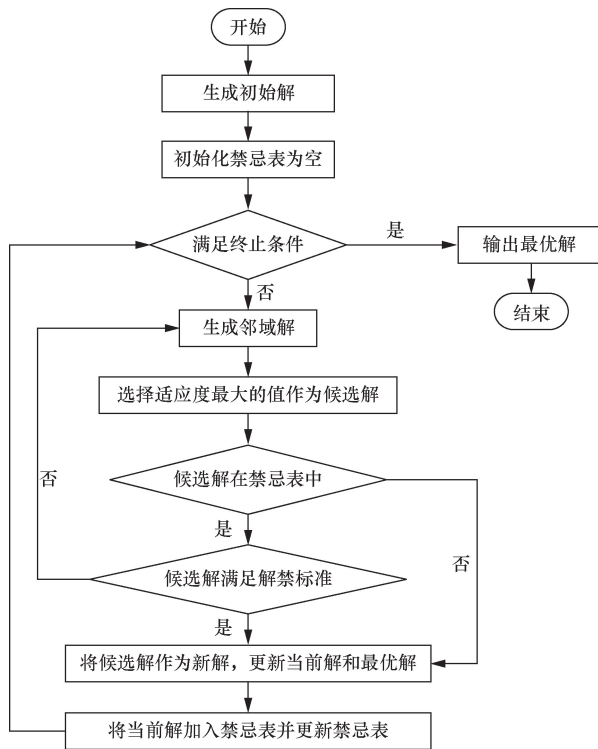 开始
生成初始解
初始化禁忌表为空
满足终止条件
是
输出最优解
否
结束
生成邻域解
选择适应度最大的值作为候选解
候选解在禁忌表中
否
是
否
候选解满足解禁标准
是
将候选解作为新解，更新当前解和最优解
将当前解加入禁忌表并更新禁忌表